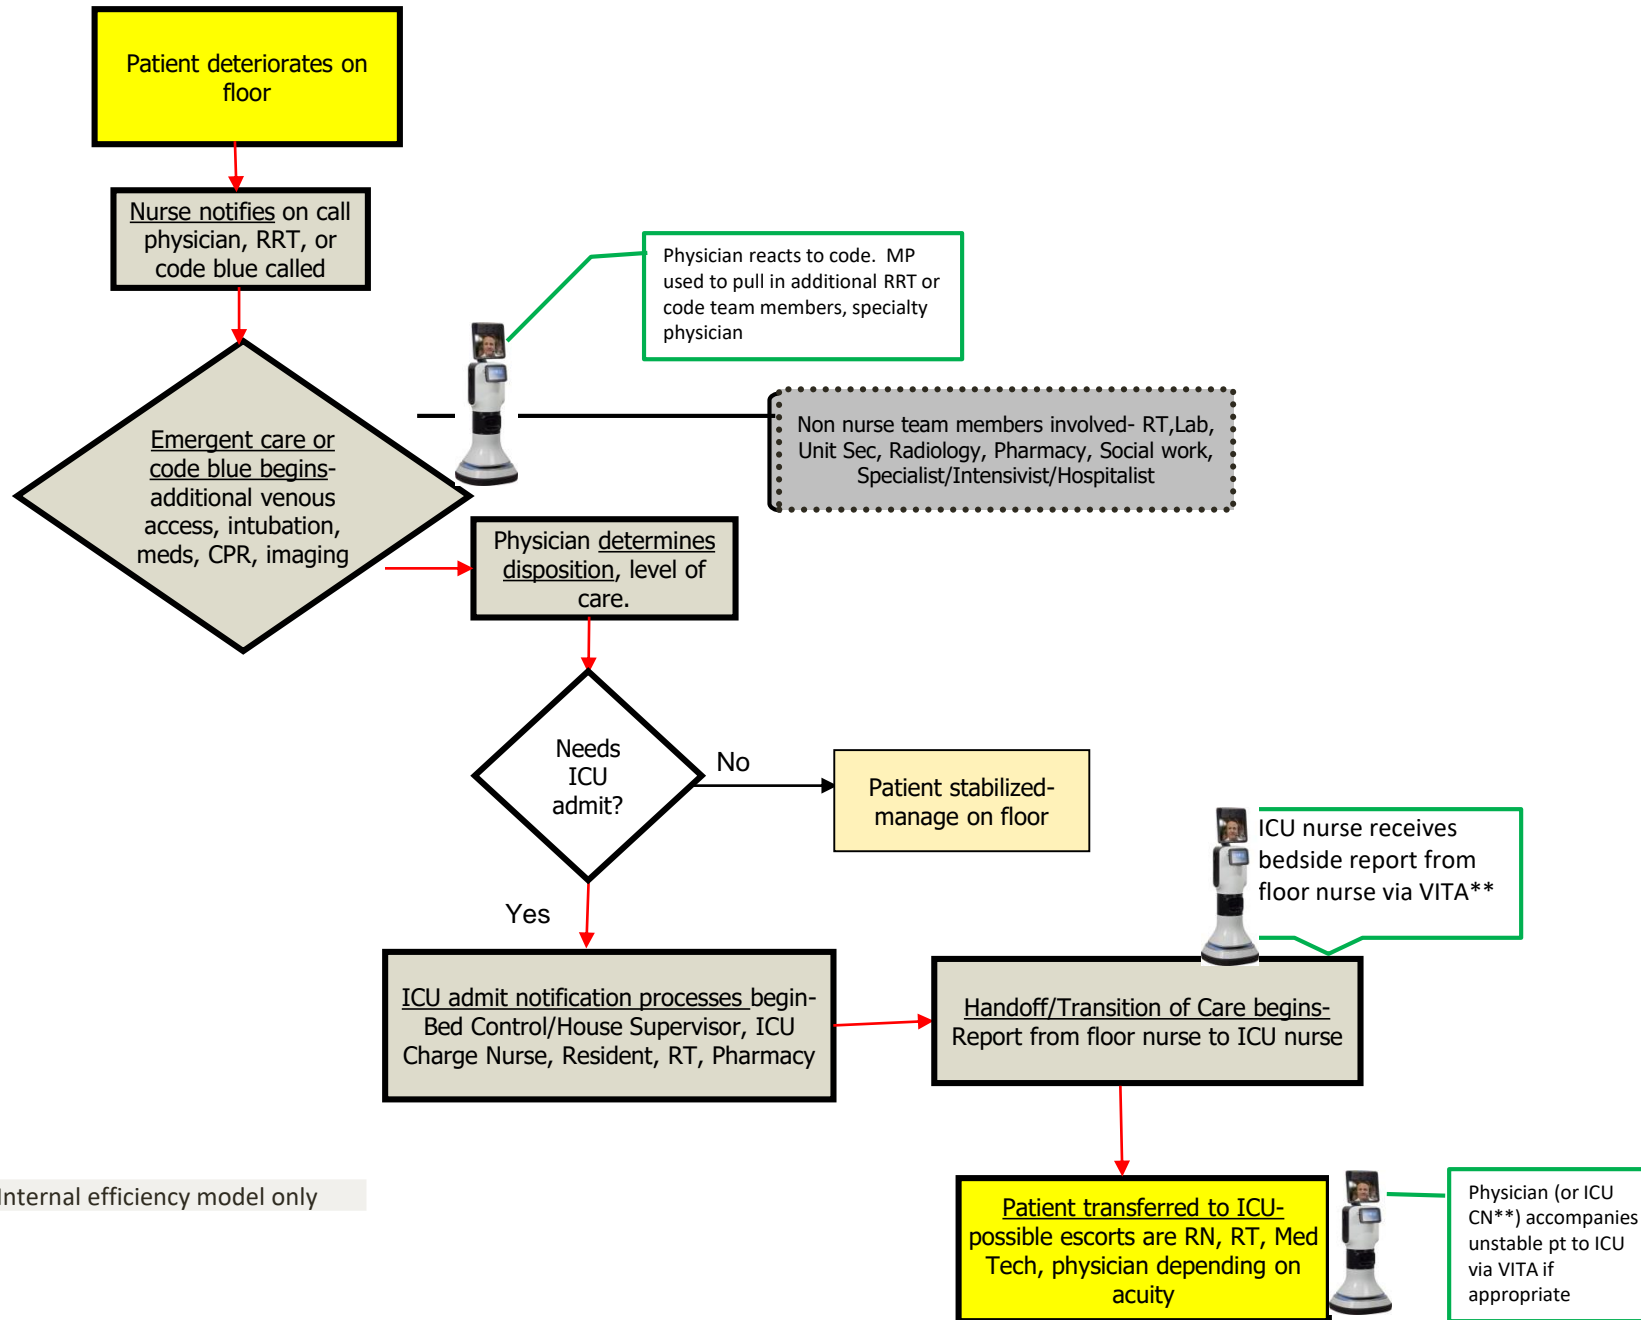 Patient deteriorates on
floor
Nurse notifies on call
physician, RRT, or
code blue called
Physician reacts to code.  MP
used to pull in additional RRT or
code team members, specialty
physician
Non nurse team members involved- RT,Lab,
Unit Sec, Radiology, Pharmacy, Social work,
Specialist/Intensivist/Hospitalist
Emergent care or
code blue begins-
additional venous
access, intubation,
meds, CPR, imaging
Physician determines
disposition, level of
care.
Needs
ICU
admit?
No
Patient stabilized-
manage on floor
Yes
ICU nurse receives
bedside report from
floor nurse via VITA**
ICU admit notification processes begin-
Bed Control/House Supervisor, ICU
Charge Nurse, Resident, RT, Pharmacy
Handoff/Transition of Care begins-
Report from floor nurse to ICU nurse
Internal efficiency model only
Patient transferred to ICU-
possible escorts are RN, RT, Med
Tech, physician depending on
acuity
Physician (or ICU
CN**) accompanies
unstable pt to ICU
via VITA if
appropriate